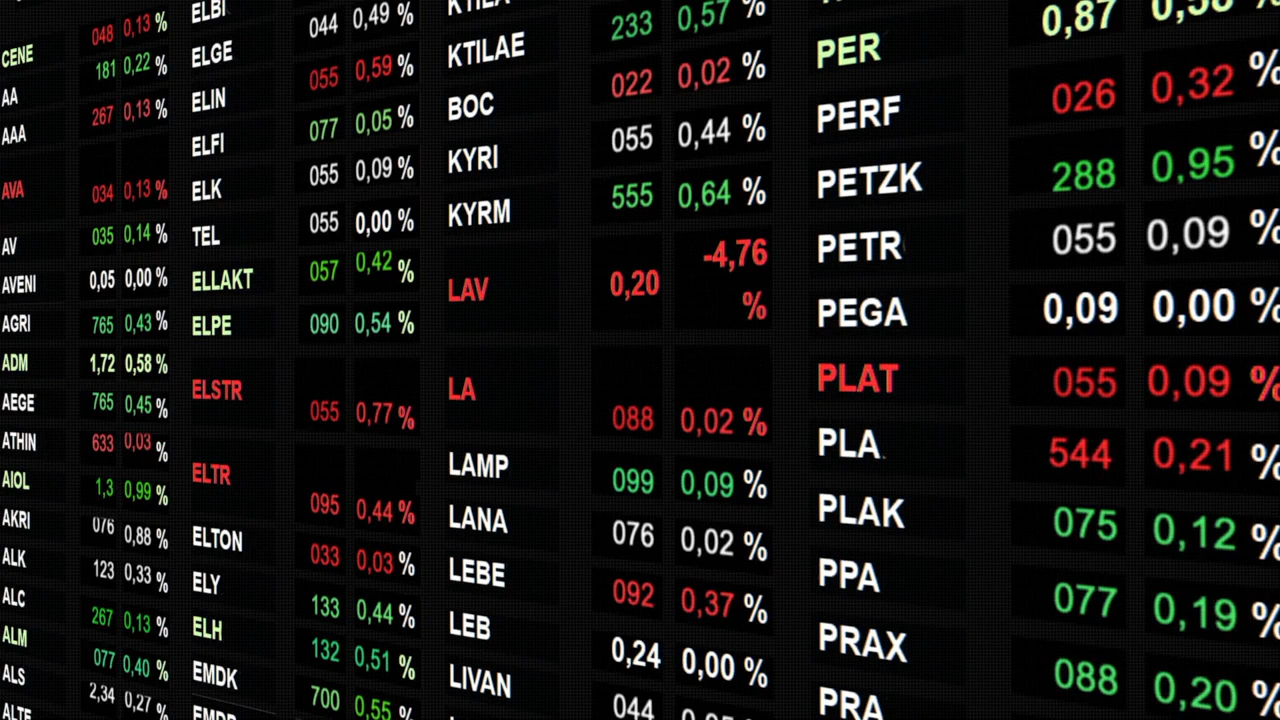 048 0,13 %
CENE 181 0,22 %
AA 267 0,13 %
AAA
AVA 034 0,13 %
AV 035 0,14 %
AVENI 0,05 0,00 %
AGRI 765 0,43 %
ADM 1,72 0,58 %
AEGE 765 0,45 %
ATHIN 633 0,03 %
AIOL 1,3 0,99 %
AKRI 076 0,88 %
ALK 123 0,33 %
ALC 267 0,13 %
ALM 077 0,40 %
ALS 2,34 0,27 %
ELBI 044 0,49 %
ELGE 055 0,59 %
ELIN 077 0,05 %
ELFI 055 0,09 %
ELK 055 0,00 %
TEL 057 0,42 %
ELLAKT
ELPE 090 0,54 %
ELSTR 055 0,77 %
ELTR 095 0,44 %
ELTON 033 0,03 %
ELY 133 0,44 %
ELH 132 0,51 %
EMDK 700 0,55 %
233 0,57 %
KTILAE 022 0,02 %
BOC 055 0,44 %
KYRI 555 0,64 %
KYRM
LAV 0,20 -4,76
%
LA 088 0,02 %
LAMP 099 0,09 %
LANA 076 0,02 %
LEBE 092 0,37 %
LEB 0,24 0,00 %
LIVAN 044
0,87
PER 026 0,32 %
PERF 288 0,95 %
PETZK 055 0,09 %
PETR
PEGA 0,09 0,00 %
PLAT 055 0,09 %
PLA 544 0,21 %
PLAK 075 0,12 %
PPA 077 0,19 %
PRAX 088 0,20 %
PRA